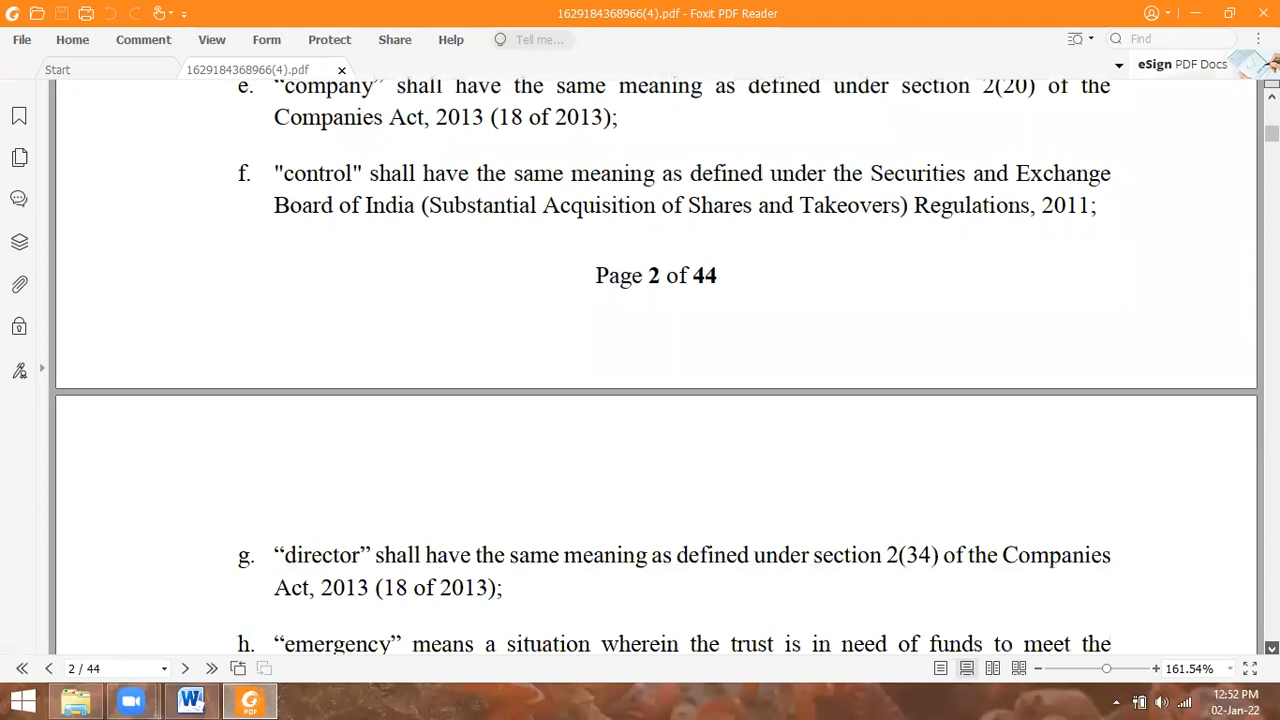 1629184368966(4).pdf - Foxit PDF Reader
File Home Comment View Form Protect Share Help Tell me... Find
Start 1629184368966(4).pdf eSign PDF Docs
e. “company” shall have the same meaning as defined under section 2(20) of the
Companies Act, 2013 (18 of 2013);
f. "control" shall have the same meaning as defined under the Securities and Exchange
Board of India (Substantial Acquisition of Shares and Takeovers) Regulations, 2011;
Page 2 of 44
g. “director” shall have the same meaning as defined under section 2(34) of the Companies
Act, 2013 (18 of 2013);
h. “emergency” means a situation wherein the trust is in need of funds to meet the
2 / 44 161.54%
PDF
12:52 PM
02-Jan-22